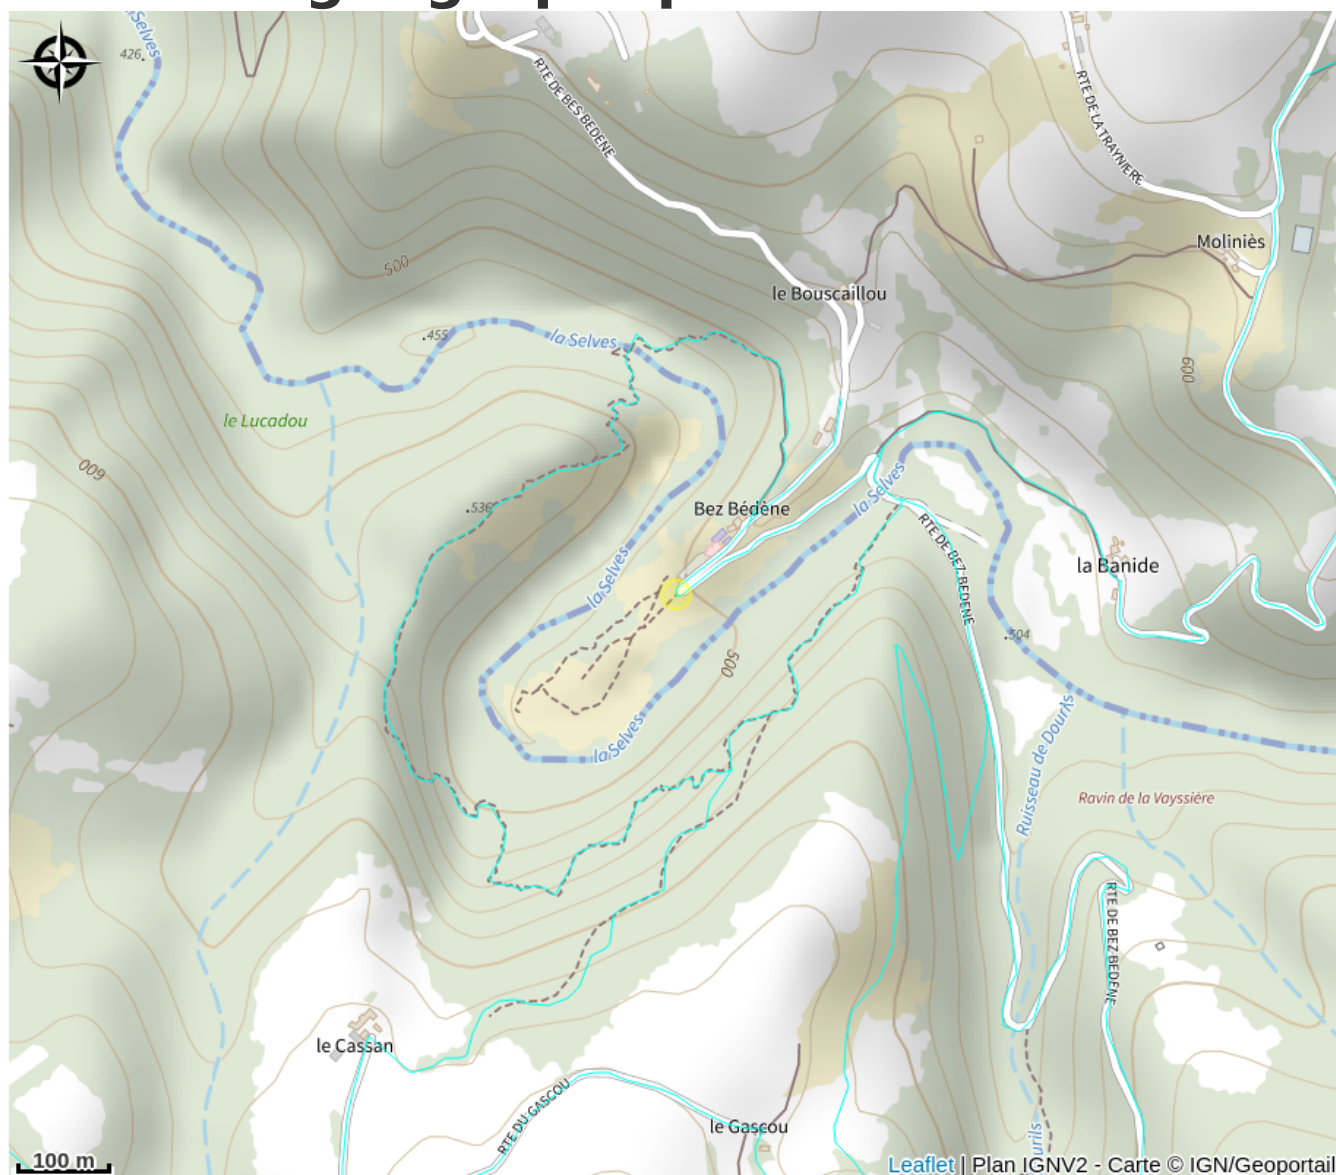 la Selves
426
RTE DE BES BEDENE
RTE DE LA TRAYNIERE
Moliniès
500
le Bouscaillou
455
la Selves
600
le Lucadou
600
536
Bez Bédène
la Selves
RTE DE BEZ-BEDENE
la Banide
la Selves
504
500
la Selves
Ruisseau de Dourils
Ravin de la Vayssière
RTE DE BEZ-BEDENE
le Cassan
RTE DU GASCOU
le Gascou
100 m
Leaflet | Plan IGNV2 - Carte © IGN/Geoportail